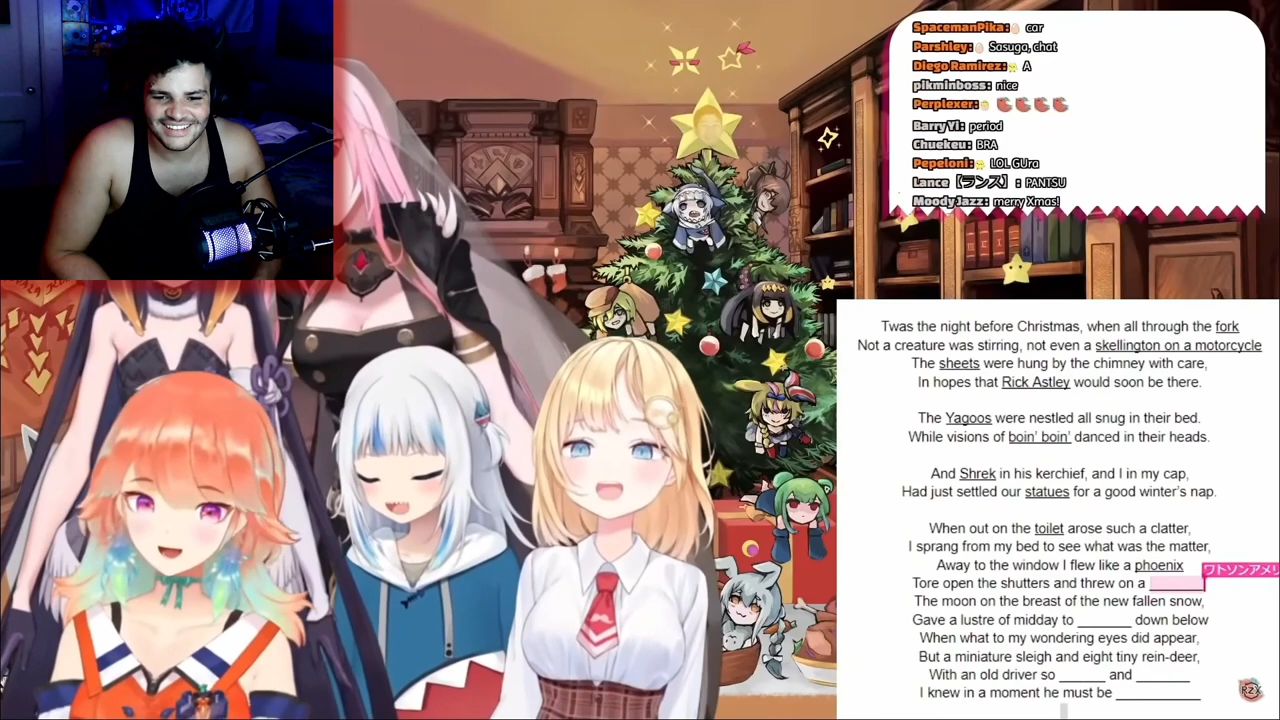 SpacemanPika: car
Parshley: Sasuga, chat
Diego Ramirez: A
pikminboss: nice
Perplexer:
BarryYI: period
Chuekeu: BRA
Pepeloni: LOL GUra
Lance【ランス】: PANTSU
MoodyJazz: merry Xmas!
Twas the night before Christmas, when all through the fork
Not a creature was stirring, not even a skellington on a motorcycle
The sheets were hung by the chimney with care,
In hopes that Rick Astley would soon be there.
The Yagoos were nestled all snug in their bed.
While visions of boin' boin' danced in their heads.
And Shrek in his kerchief, and I in my cap,
Had just settled our statues for a good winter's nap.
When out on the toilet arose such a clatter,
I sprang from my bed to see what was the matter,
Away to the window I flew like a phoenix
ワトソンアメリ
Tore open the shutters and threw on a ______
The moon on the breast of the new fallen snow,
Gave a lustre of midday to _______ down below
When what to my wondering eyes did appear,
But a miniature sleigh and eight tiny rein-deer,
With an old driver so ______ and _______
I knew in a moment he must be ___________
RZX